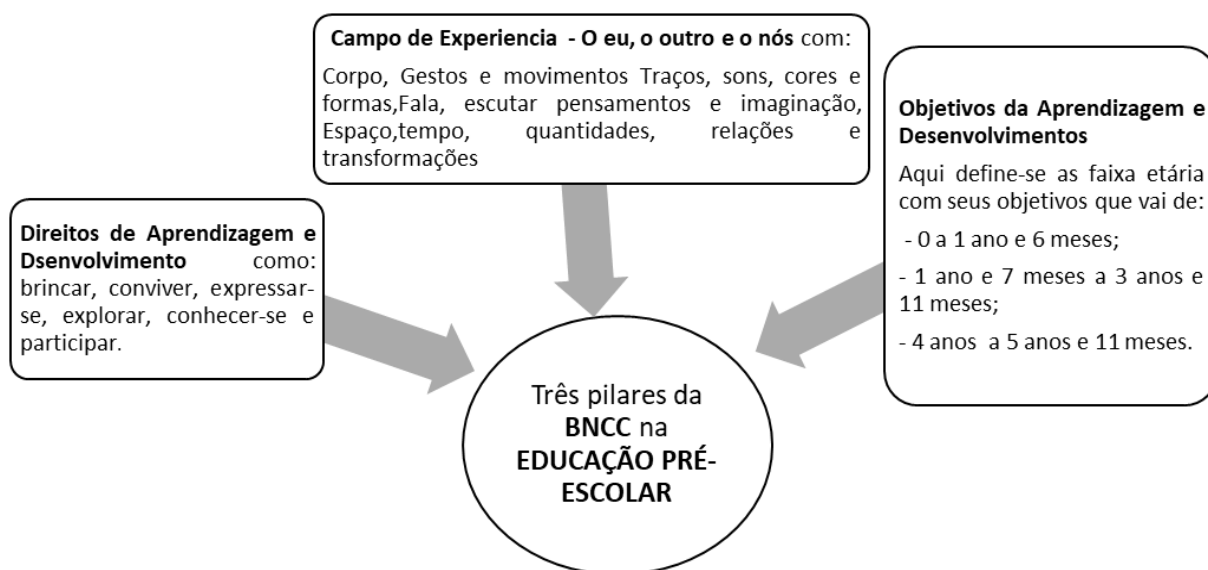 Campo de Experiencia - O eu, o outro e o nós com:
Corpo, Gestos e movimentos Traços, sons, cores e
formas,Fala, escutar pensamentos e imaginação,
Espaço,tempo, quantidades, relações e
transformações
Direitos de Aprendizagem e
Dsenvolvimento como:
brincar, conviver, expressar-
se, explorar, conhecer-se e
participar.
Objetivos da Aprendizagem e
Desenvolvimentos
Aqui define-se as faixa etária
com seus objetivos que vai de:
- 0 a 1 ano e 6 meses;
- 1 ano e 7 meses a 3 anos e
11 meses;
- 4 anos a 5 anos e 11 meses.
Três pilares da
BNCC na
EDUCAÇÃO PRÉ-
ESCOLAR